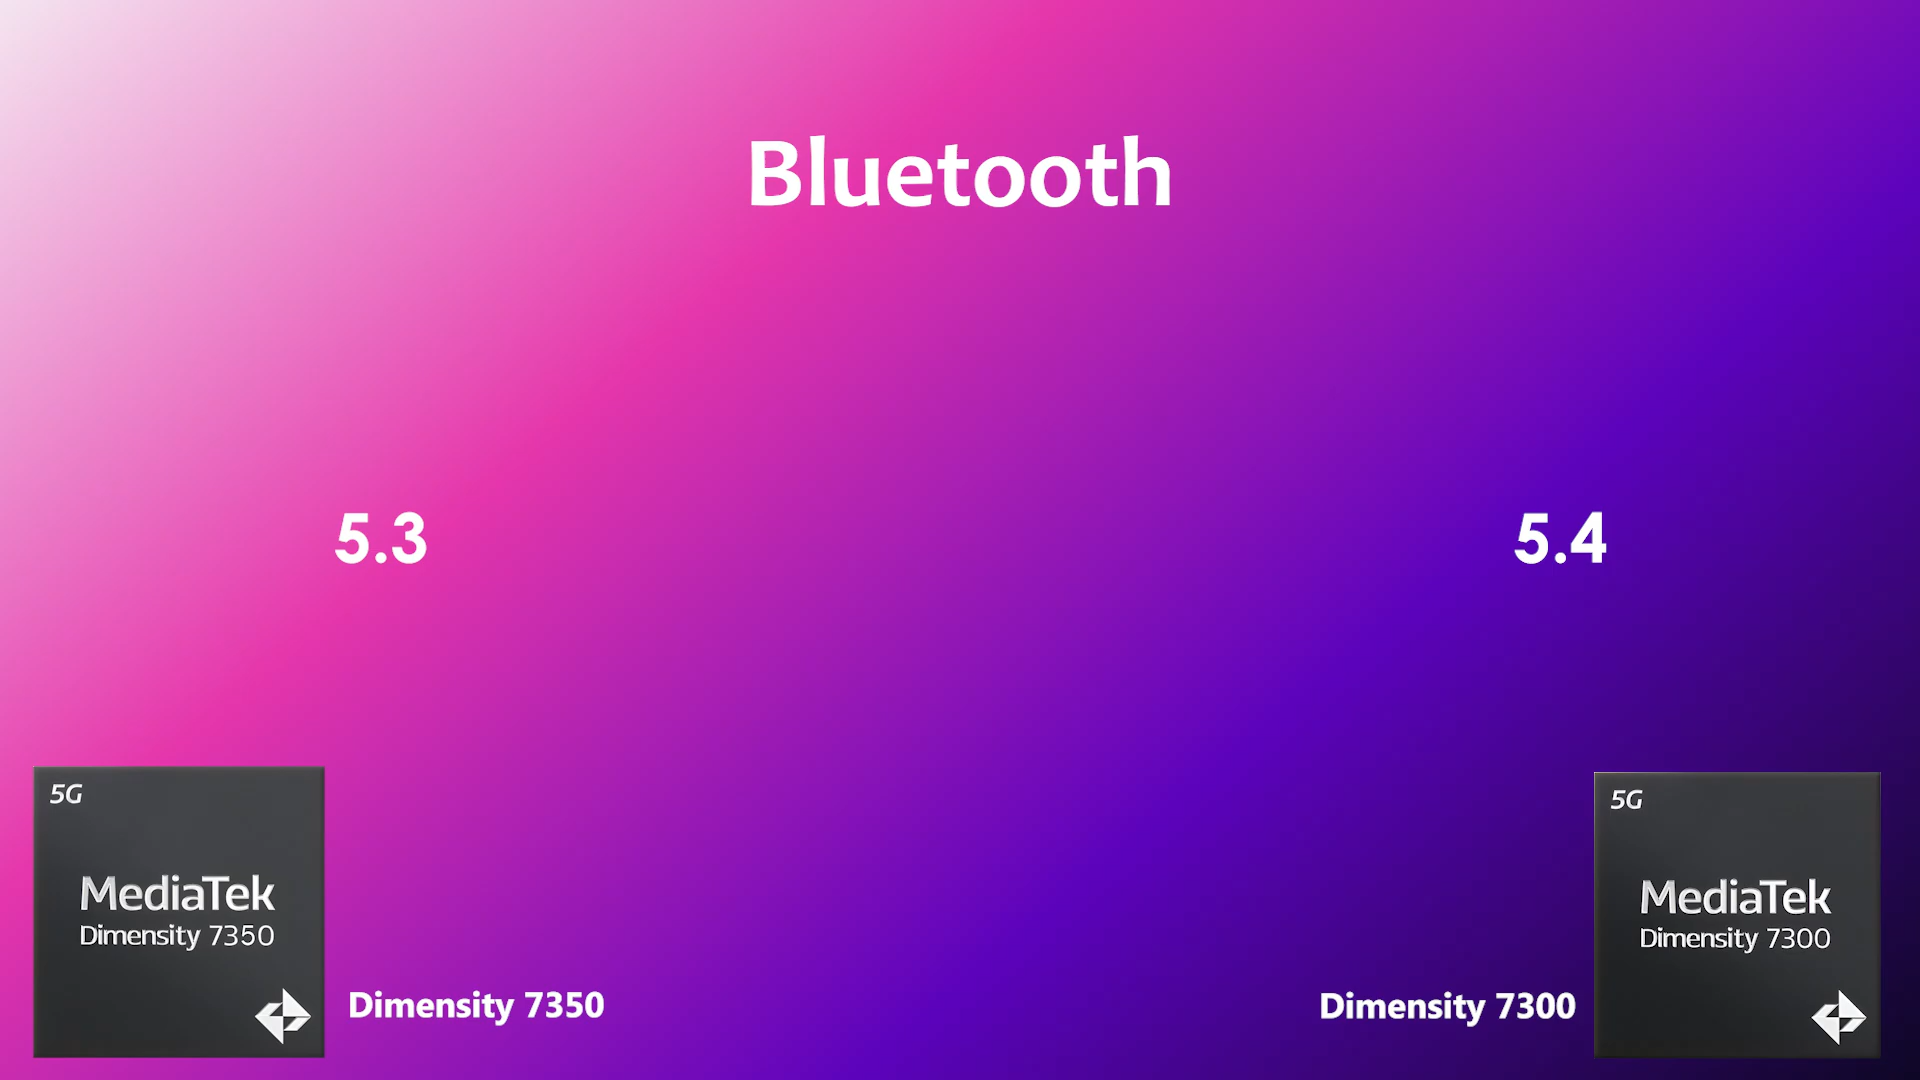 Bluetooth
5.3
5.4
5G
MediaTek
Dimensity 7350
Dimensity 7350
Dimensity 7300
5G
MediaTek
Dimensity 7300